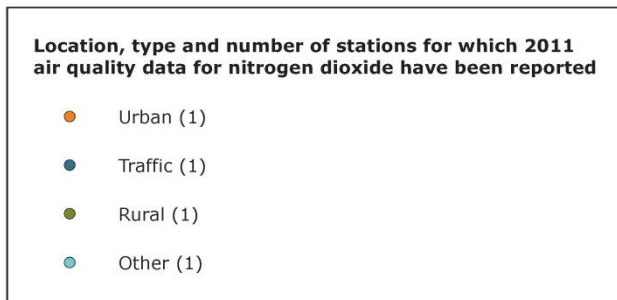 Location, type and number of stations for which 2011
air quality data for nitrogen dioxide have been reported
Urban (1)
Traffic (1)
Rural (1)
Other (1)